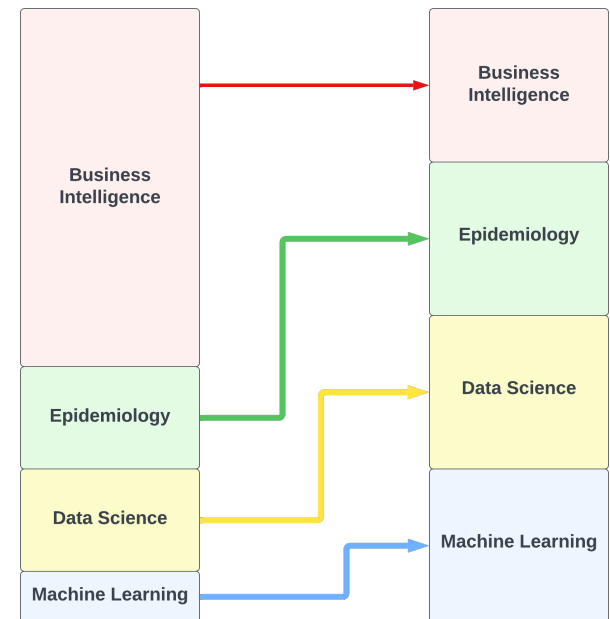 Business
Intelligence
Epidemiology
Data Science
Machine Learning
Business
Intelligence
Epidemiology
Data Science
Machine Learning